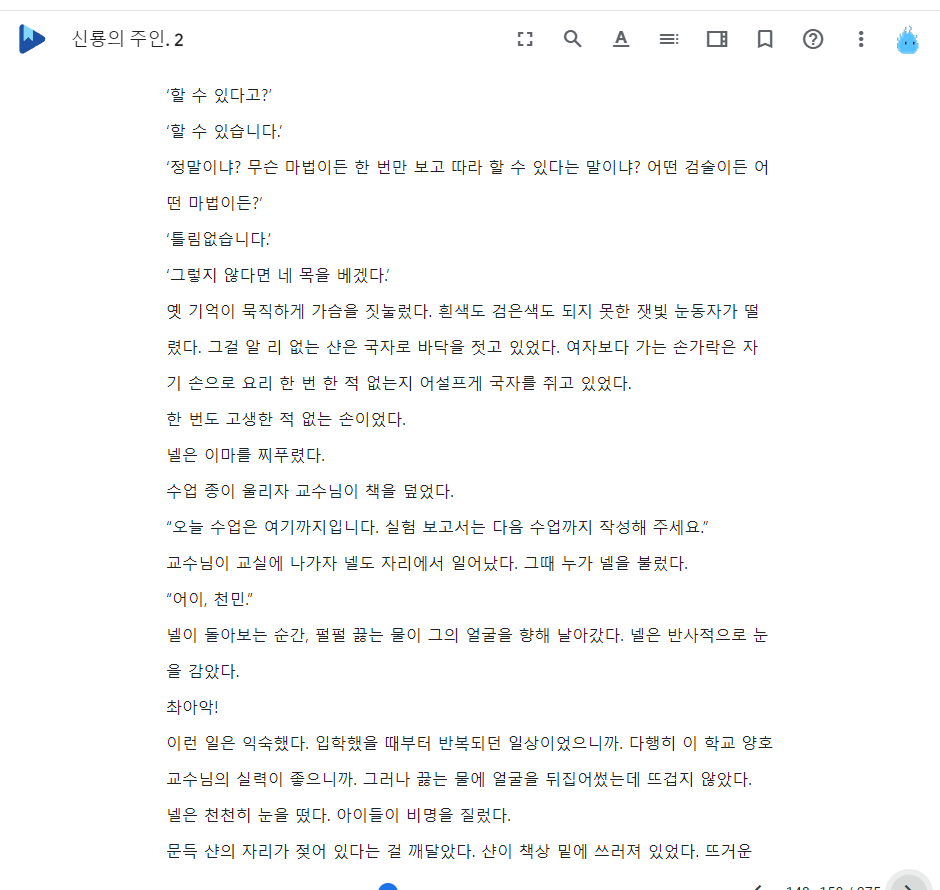 신룡의 주인. 2
‘할 수 있다고?’
‘할 수 있습니다.’
‘정말이냐? 무슨 마법이든 한 번만 보고 따라 할 수 있다는 말이냐? 어떤 검술이든 어
떤 마법이든?’
‘틀림없습니다.’
‘그렇지 않다면 네 목을 베겠다.’
옛 기억이 묵직하게 가슴을 짓눌렀다. 흰색도 검은색도 되지 못한 잿빛 눈동자가 떨
렸다. 그걸 알 리 없는 샨은 국자로 바닥을 젓고 있었다. 여자보다 가는 손가락은 자
기 손으로 요리 한 번 한 적 없는지 어설프게 국자를 쥐고 있었다.
한 번도 고생한 적 없는 손이었다.
넬은 이마를 찌푸렸다.
수업 종이 울리자 교수님이 책을 덮었다.
“오늘 수업은 여기까지입니다. 실험 보고서는 다음 수업까지 작성해 주세요.”
교수님이 교실에 나가자 넬도 자리에서 일어났다. 그때 누가 넬을 불렀다.
“어이, 천민.”
넬이 돌아보는 순간, 펄펄 끓는 물이 그의 얼굴을 향해 날아갔다. 넬은 반사적으로 눈
을 감았다.
촤아악!
이런 일은 익숙했다. 입학했을 때부터 반복되던 일상이었으니까. 다행히 이 학교 양호
교수님의 실력이 좋으니까. 그러나 끓는 물에 얼굴을 뒤집어썼는데 뜨겁지 않았다.
넬은 천천히 눈을 떴다. 아이들이 비명을 질렀다.
문득 샨의 자리가 젖어 있다는 걸 깨달았다. 샨이 책상 밑에 쓰러져 있었다. 뜨거운